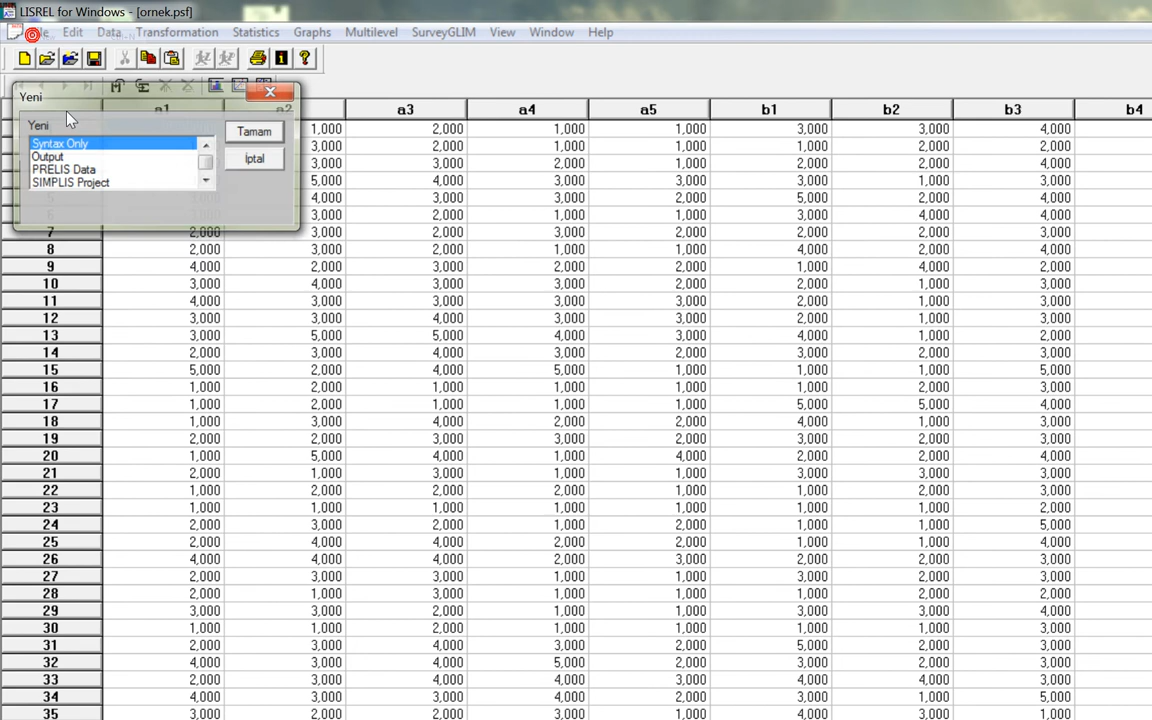 LISREL for Windows - [ornek.psf]
Edit Data Transformation Statistics Graphs Multilevel SurveyGLIM View Window Help
Yeni
Yeni
Syntax Only
Output
PRELIS Data
SIMPLIS Project
Tamam
İptal
a1 a2 a3 a4 a5 b1 b2 b3 b4
1,000 2,000 1,000 1,000 3,000 3,000 4,000
3,000 2,000 1,000 1,000 1,000 2,000 2,000
3,000 3,000 2,000 2,000 2,000 2,000 4,000
5,000 4,000 3,000 3,000 1,000 3,000 3,000
4,000 3,000 3,000 2,000 5,000 1,000 2,000
3,000 2,000 1,000 1,000 3,000 4,000 4,000
7 2,000 3,000 3,000 2,000 2,000 2,000 2,000 3,000
8 2,000 3,000 2,000 1,000 1,000 4,000 2,000 4,000
9 4,000 2,000 3,000 2,000 2,000 1,000 4,000 2,000
10 3,000 4,000 3,000 2,000 2,000 2,000 1,000 3,000
11 4,000 3,000 3,000 3,000 3,000 2,000 1,000 3,000
12 3,000 3,000 4,000 3,000 3,000 2,000 1,000 3,000
13 3,000 5,000 5,000 4,000 3,000 4,000 1,000 2,000
14 2,000 3,000 4,000 3,000 2,000 3,000 2,000 3,000
15 5,000 2,000 4,000 5,000 1,000 1,000 1,000 5,000
16 1,000 2,000 1,000 1,000 1,000 1,000 2,000 3,000
17 1,000 2,000 1,000 1,000 1,000 5,000 5,000 4,000
18 1,000 3,000 4,000 2,000 2,000 4,000 1,000 3,000
19 2,000 2,000 3,000 3,000 2,000 3,000 2,000 3,000
20 1,000 5,000 4,000 1,000 4,000 2,000 2,000 4,000
21 2,000 1,000 3,000 1,000 1,000 3,000 3,000 3,000
22 1,000 2,000 2,000 2,000 1,000 1,000 2,000 3,000
23 1,000 1,000 1,000 1,000 1,000 1,000 1,000 2,000
24 2,000 3,000 2,000 1,000 2,000 1,000 1,000 5,000
25 2,000 4,000 4,000 2,000 2,000 1,000 1,000 4,000
26 4,000 4,000 4,000 2,000 3,000 2,000 1,000 3,000
27 2,000 3,000 3,000 1,000 1,000 3,000 2,000 3,000
28 2,000 1,000 3,000 1,000 1,000 2,000 2,000 2,000
29 3,000 3,000 2,000 3,000 2,000 3,000 3,000 4,000
30 1,000 1,000 2,000 1,000 1,000 1,000 1,000 3,000
31 2,000 3,000 4,000 3,000 2,000 5,000 2,000 3,000
32 4,000 3,000 4,000 5,000 2,000 3,000 2,000 3,000
33 2,000 3,000 4,000 4,000 1,000 4,000 4,000 3,000
34 4,000 3,000 3,000 4,000 2,000 3,000 1,000 5,000
35 3,000 2,000 2,000 3,000 1,000 4,000 3,000 1,000